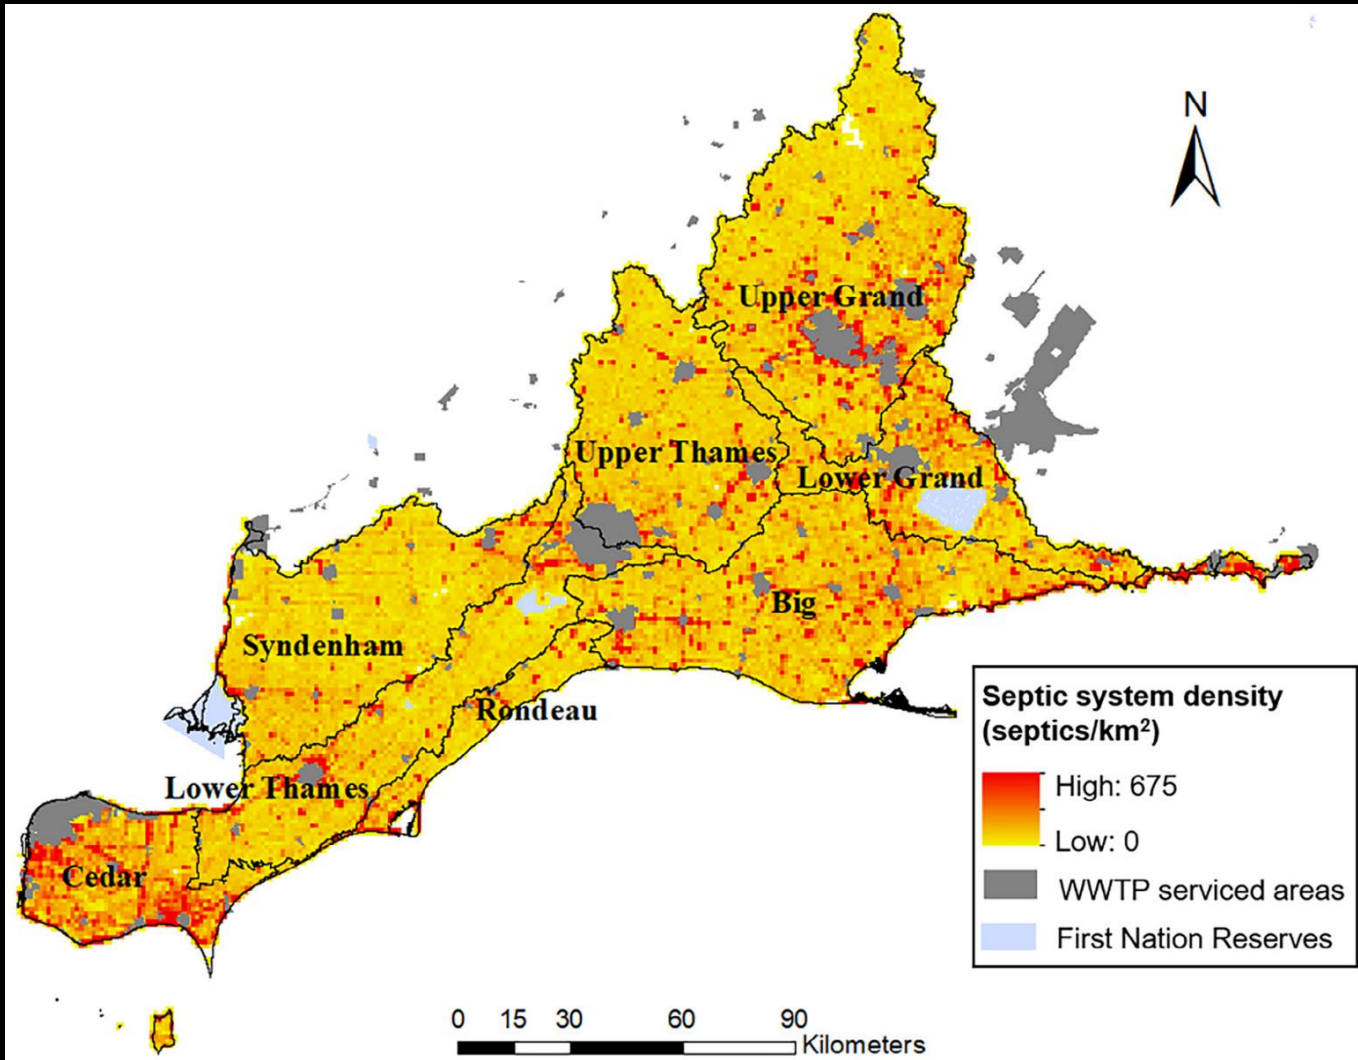 N
Upper Grand
Upper Thames
Lower Grand
Big
Syndenham
Rondeau
Lower Thames
Cedar
Septic system density
(septics/km²)
High: 675
Low: 0
WWTP serviced areas
First Nation Reserves
0 15 30 60 90
Kilometers